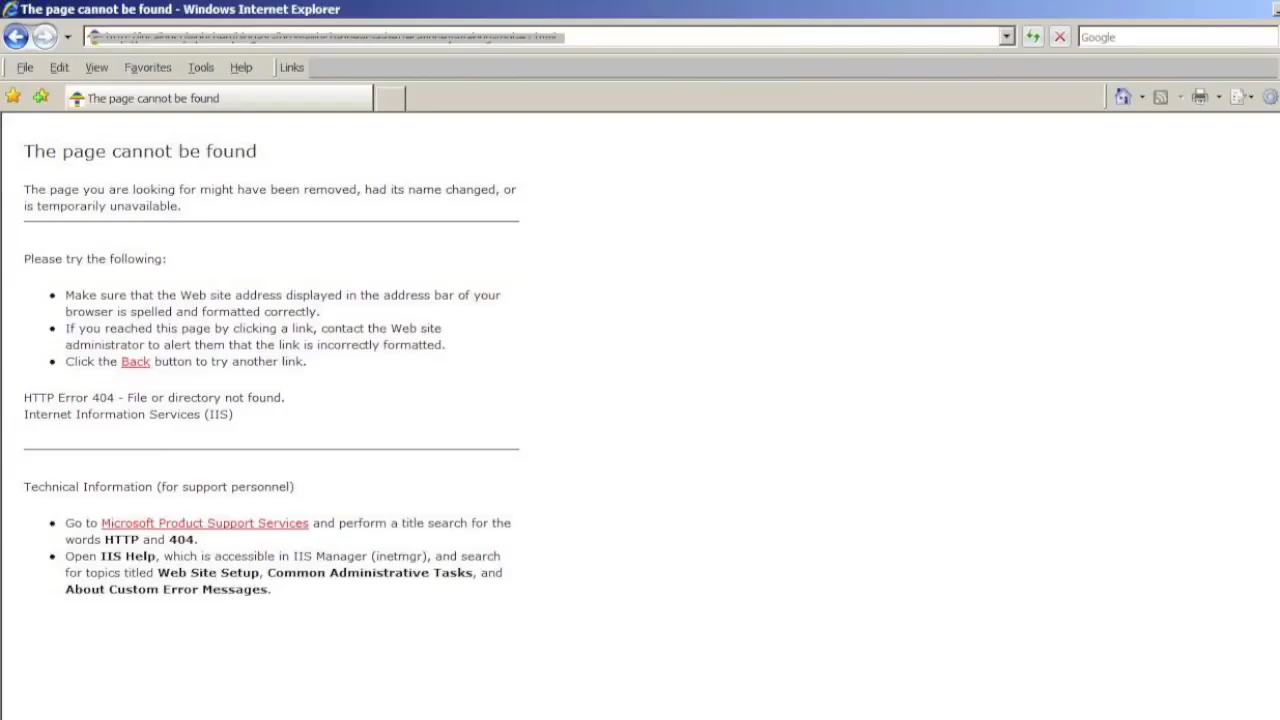 The page cannot be found - Windows Internet Explorer
Google
File Edit View Favorites Tools Help Links
The page cannot be found
The page cannot be found
The page you are looking for might have been removed, had its name changed, or
is temporarily unavailable.
Please try the following:
Make sure that the Web site address displayed in the address bar of your
browser is spelled and formatted correctly.
If you reached this page by clicking a link, contact the Web site
administrator to alert them that the link is incorrectly formatted.
Click the Back button to try another link.
HTTP Error 404 - File or directory not found.
Internet Information Services (IIS)
Technical Information (for support personnel)
Go to Microsoft Product Support Services and perform a title search for the
words HTTP and 404.
Open IIS Help, which is accessible in IIS Manager (inetmgr), and search
for topics titled Web Site Setup, Common Administrative Tasks, and
About Custom Error Messages.